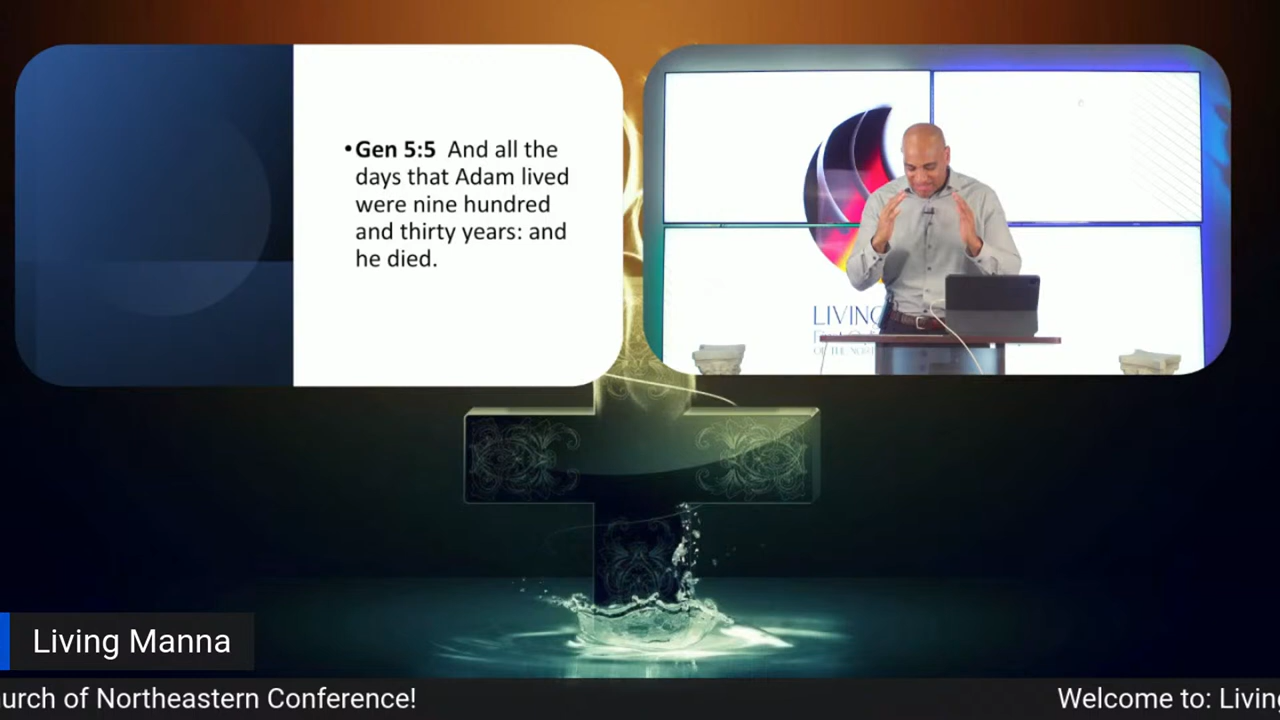 • Gen 5:5 And all the
days that Adam lived
were nine hundred
and thirty years: and
he died.
LIVING
Living Manna
hurch of Northeastern Conference!
Welcome to: Living